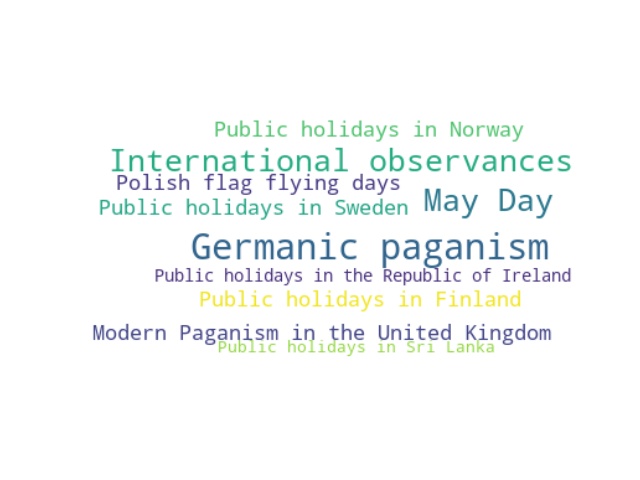 Public holidays in Norway
International observances
Polish flag flying days
May Day
Public holidays in Sweden
Germanic paganism
Public holidays in the Republic of Ireland
Public holidays in Finland
Modern Paganism in the United Kingdom
Public holidays in Sri Lanka